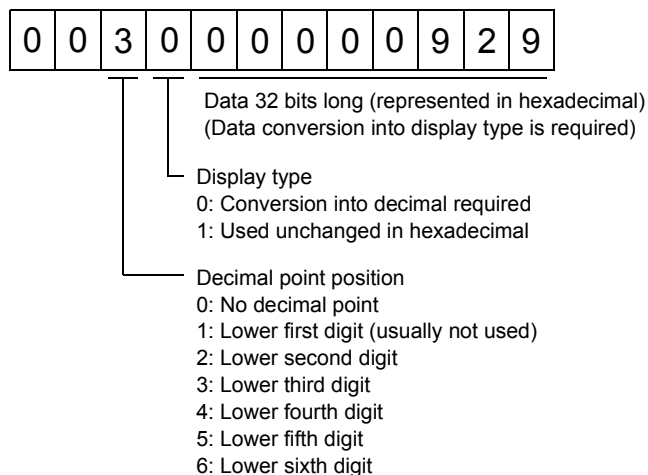 0 0 3 0 0 0 0 0 0 9 2 9
Data 32 bits long (represented in hexadecimal)
(Data conversion into display type is required)
Display type
0: Conversion into decimal required
1: Used unchanged in hexadecimal
Decimal point position
0: No decimal point
1: Lower first digit (usually not used)
2: Lower second digit
3: Lower third digit
4: Lower fourth digit
5: Lower fifth digit
6: Lower sixth digit